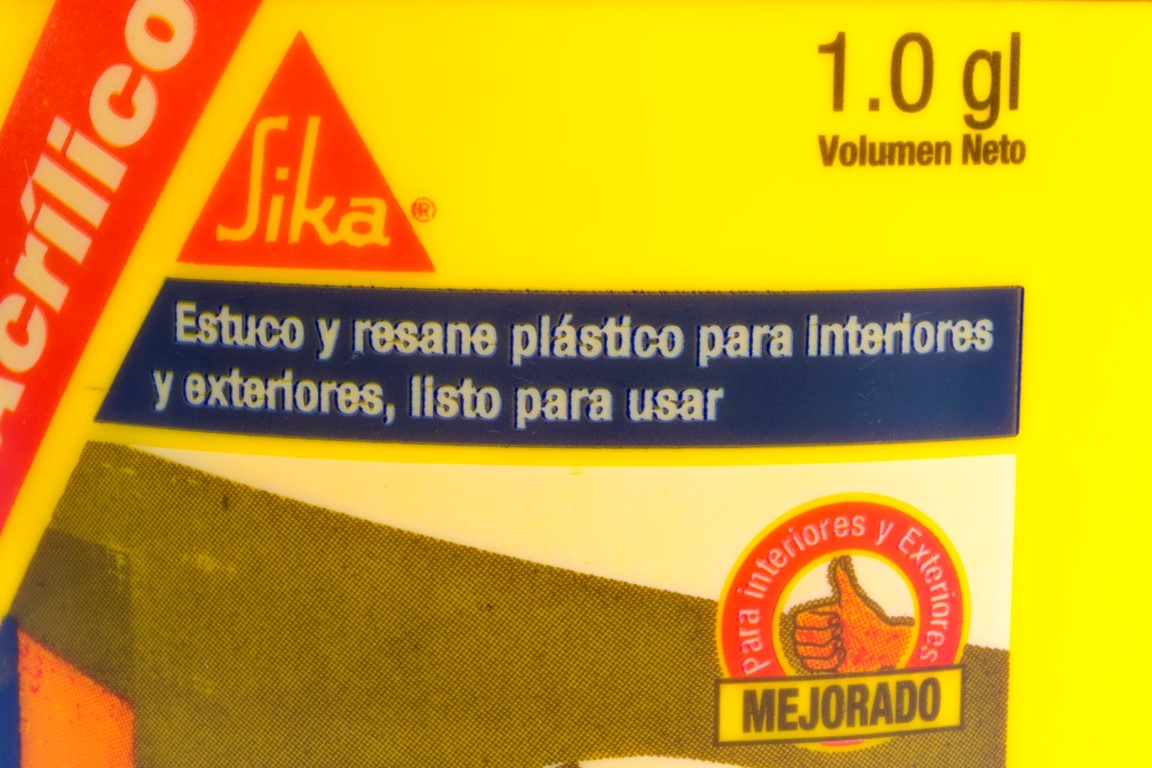 Acrílico
Sika®
1.0 gl
Volumen Neto
Estuco y resane plástico para interiores
y exteriores, listo para usar
Para interiores y Exteriores
MEJORADO